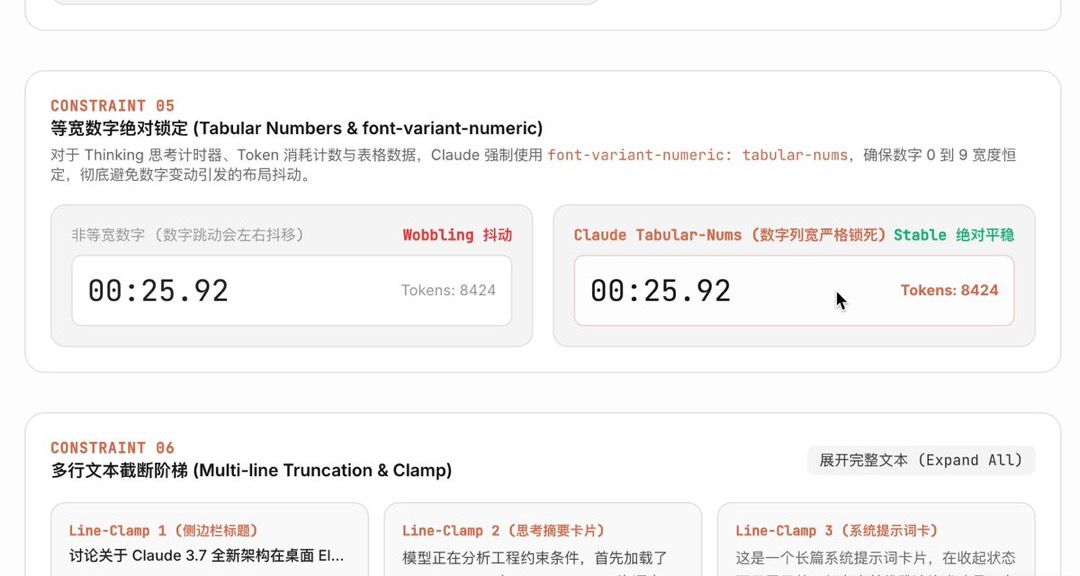 CONSTRAINT 05
等宽数字绝对锁定 (Tabular Numbers & font-variant-numeric)
对于 Thinking 思考计时器、Token 消耗计数与表格数据，Claude 强制使用 font-variant-numeric: tabular-nums，确保数字 0 到 9 宽度恒
定，彻底避免数字变动引发的布局抖动。
非等宽数字 (数字跳动会左右抖移)
Wobbling 抖动
00:25.92
Tokens: 8424
Claude Tabular-Nums (数字列宽严格锁死)
Stable 绝对平稳
00:25.92
Tokens: 8424
CONSTRAINT 06
多行文本截断阶梯 (Multi-line Truncation & Clamp)
展开完整文本 (Expand All)
Line-Clamp 1 (侧边栏标题)
讨论关于 Claude 3.7 全新架构在桌面 El...
Line-Clamp 2 (思考摘要卡片)
模型正在分析工程约束条件，首先加载了
Line-Clamp 3 (系统提示词卡)
这是一个长篇系统提示词卡片，在收起状态